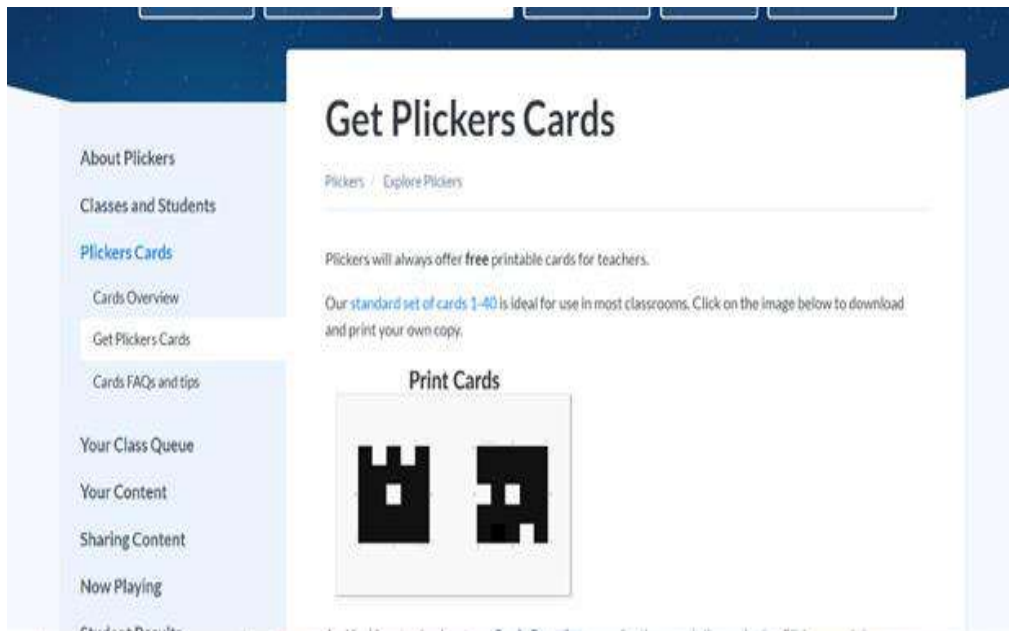 Get Plickers Cards
Plickers / Explore Plickers
About Plickers
Classes and Students
Plickers Cards
Cards Overview
Get Plickers Cards
Cards FAQs and tips
Your Class Queue
Your Content
Sharing Content
Now Playing
Student Results
Plickers will always offer free printable cards for teachers.
Our standard set of cards 1-40 is ideal for use in most classrooms. Click on the image below to download
and print your own copy.
Print Cards